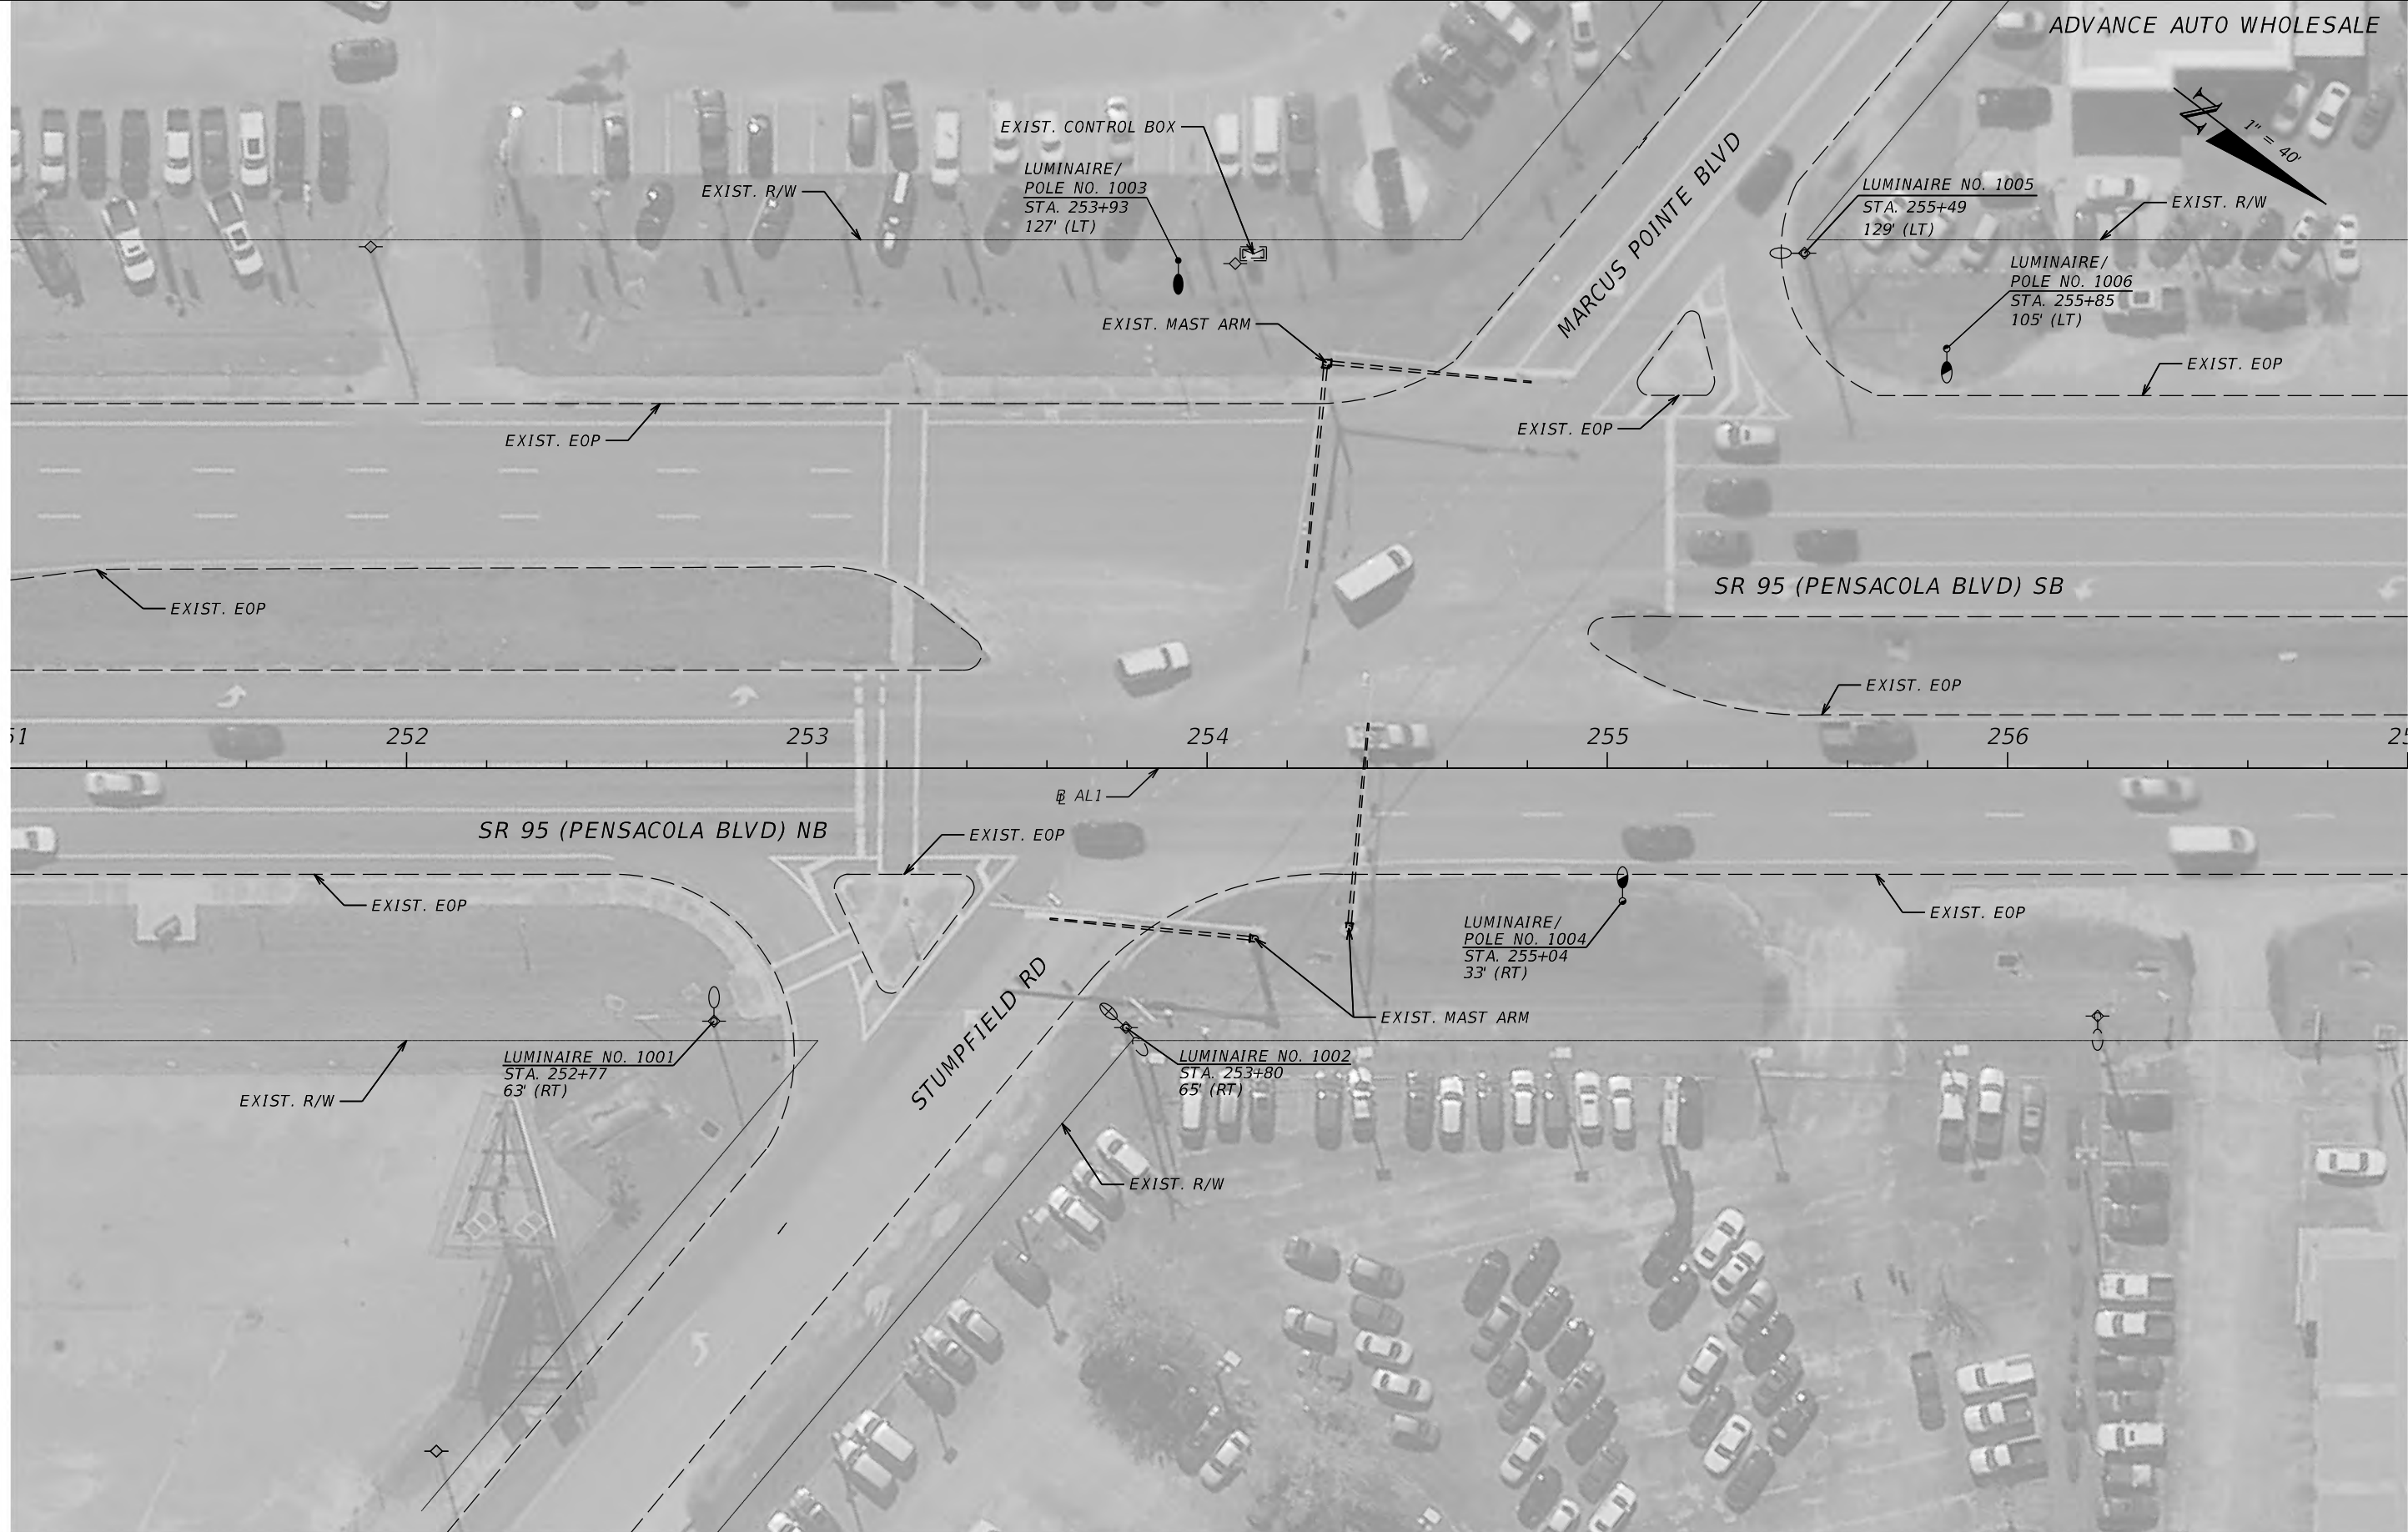 ADVANCE AUTO WHOLESALE
N
1" = 40'
EXIST. CONTROL BOX
LUMINAIRE/
POLE NO. 1003
STA. 253+93
127' (LT)
EXIST. R/W
LUMINAIRE NO. 1005
STA. 255+49
129' (LT)
EXIST. R/W
MARCUS POINTE BLVD
LUMINAIRE/
POLE NO. 1006
STA. 255+85
105' (LT)
EXIST. MAST ARM
EXIST. EOP
EXIST. EOP
EXIST. EOP
EXIST. EOP
SR 95 (PENSACOLA BLVD) SB
EXIST. EOP
51 252 253 254 255 256 25
B/L AL1
SR 95 (PENSACOLA BLVD) NB
EXIST. EOP
EXIST. EOP
EXIST. EOP
LUMINAIRE/
POLE NO. 1004
STA. 255+04
33' (RT)
STUMPFIELD RD
EXIST. MAST ARM
LUMINAIRE NO. 1001
STA. 252+77
63' (RT)
LUMINAIRE NO. 1002
STA. 253+80
65' (RT)
EXIST. R/W
EXIST. R/W